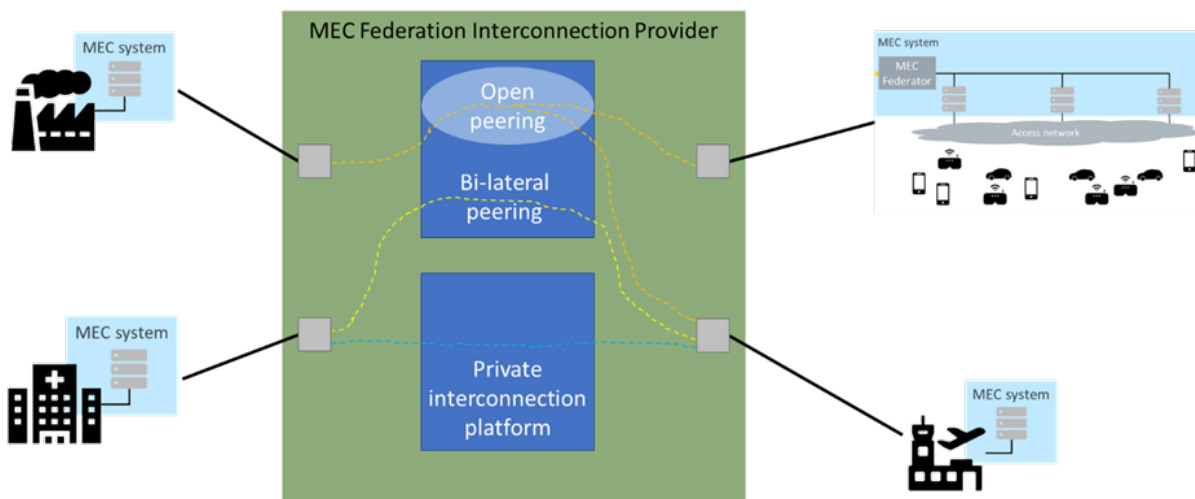 MEC Federation Interconnection Provider
MEC system
Open
peering
Bi-lateral
peering
MEC system
MEC
Federator
Access network
MEC system
Private
interconnection
platform
MEC system